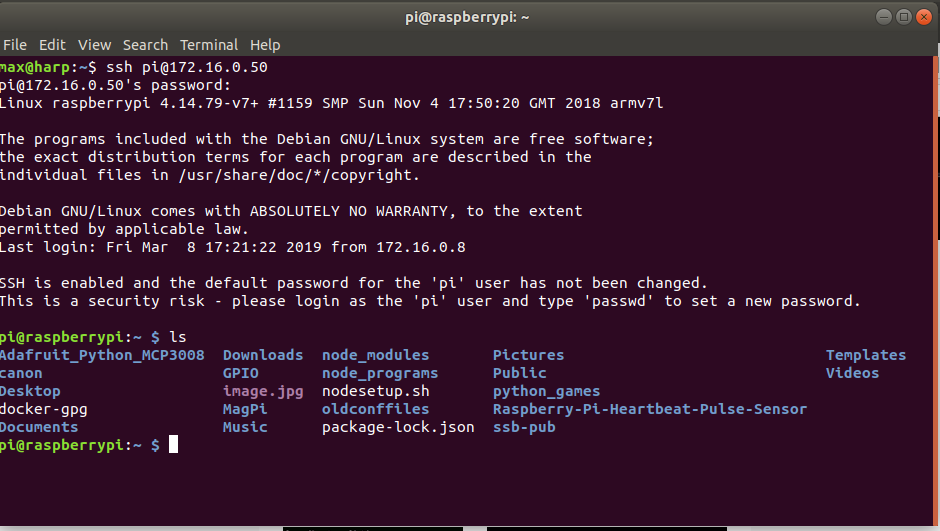 pi@raspberrypi: ~
File Edit View Search Terminal Help
max@harp:~$ ssh pi@172.16.0.50
pi@172.16.0.50's password:
Linux raspberrypi 4.14.79-v7+ #1159 SMP Sun Nov 4 17:50:20 GMT 2018 armv7l

The programs included with the Debian GNU/Linux system are free software;
the exact distribution terms for each program are described in the
individual files in /usr/share/doc/*/copyright.

Debian GNU/Linux comes with ABSOLUTELY NO WARRANTY, to the extent
permitted by applicable law.
Last login: Fri Mar  8 17:21:22 2019 from 172.16.0.8

SSH is enabled and the default password for the 'pi' user has not been changed.
This is a security risk - please login as the 'pi' user and type 'passwd' to set a new password.

pi@raspberrypi:~ $ ls
Adafruit_Python_MCP3008  Downloads  node_modules       Pictures                             Templates
canon                    GPIO       node_programs      Public                               Videos
Desktop                  image.jpg  nodesetup.sh       python_games
docker-gpg               MagPi      oldconffiles       Raspberry-Pi-Heartbeat-Pulse-Sensor
Documents                Music      package-lock.json  ssb-pub
pi@raspberrypi:~ $